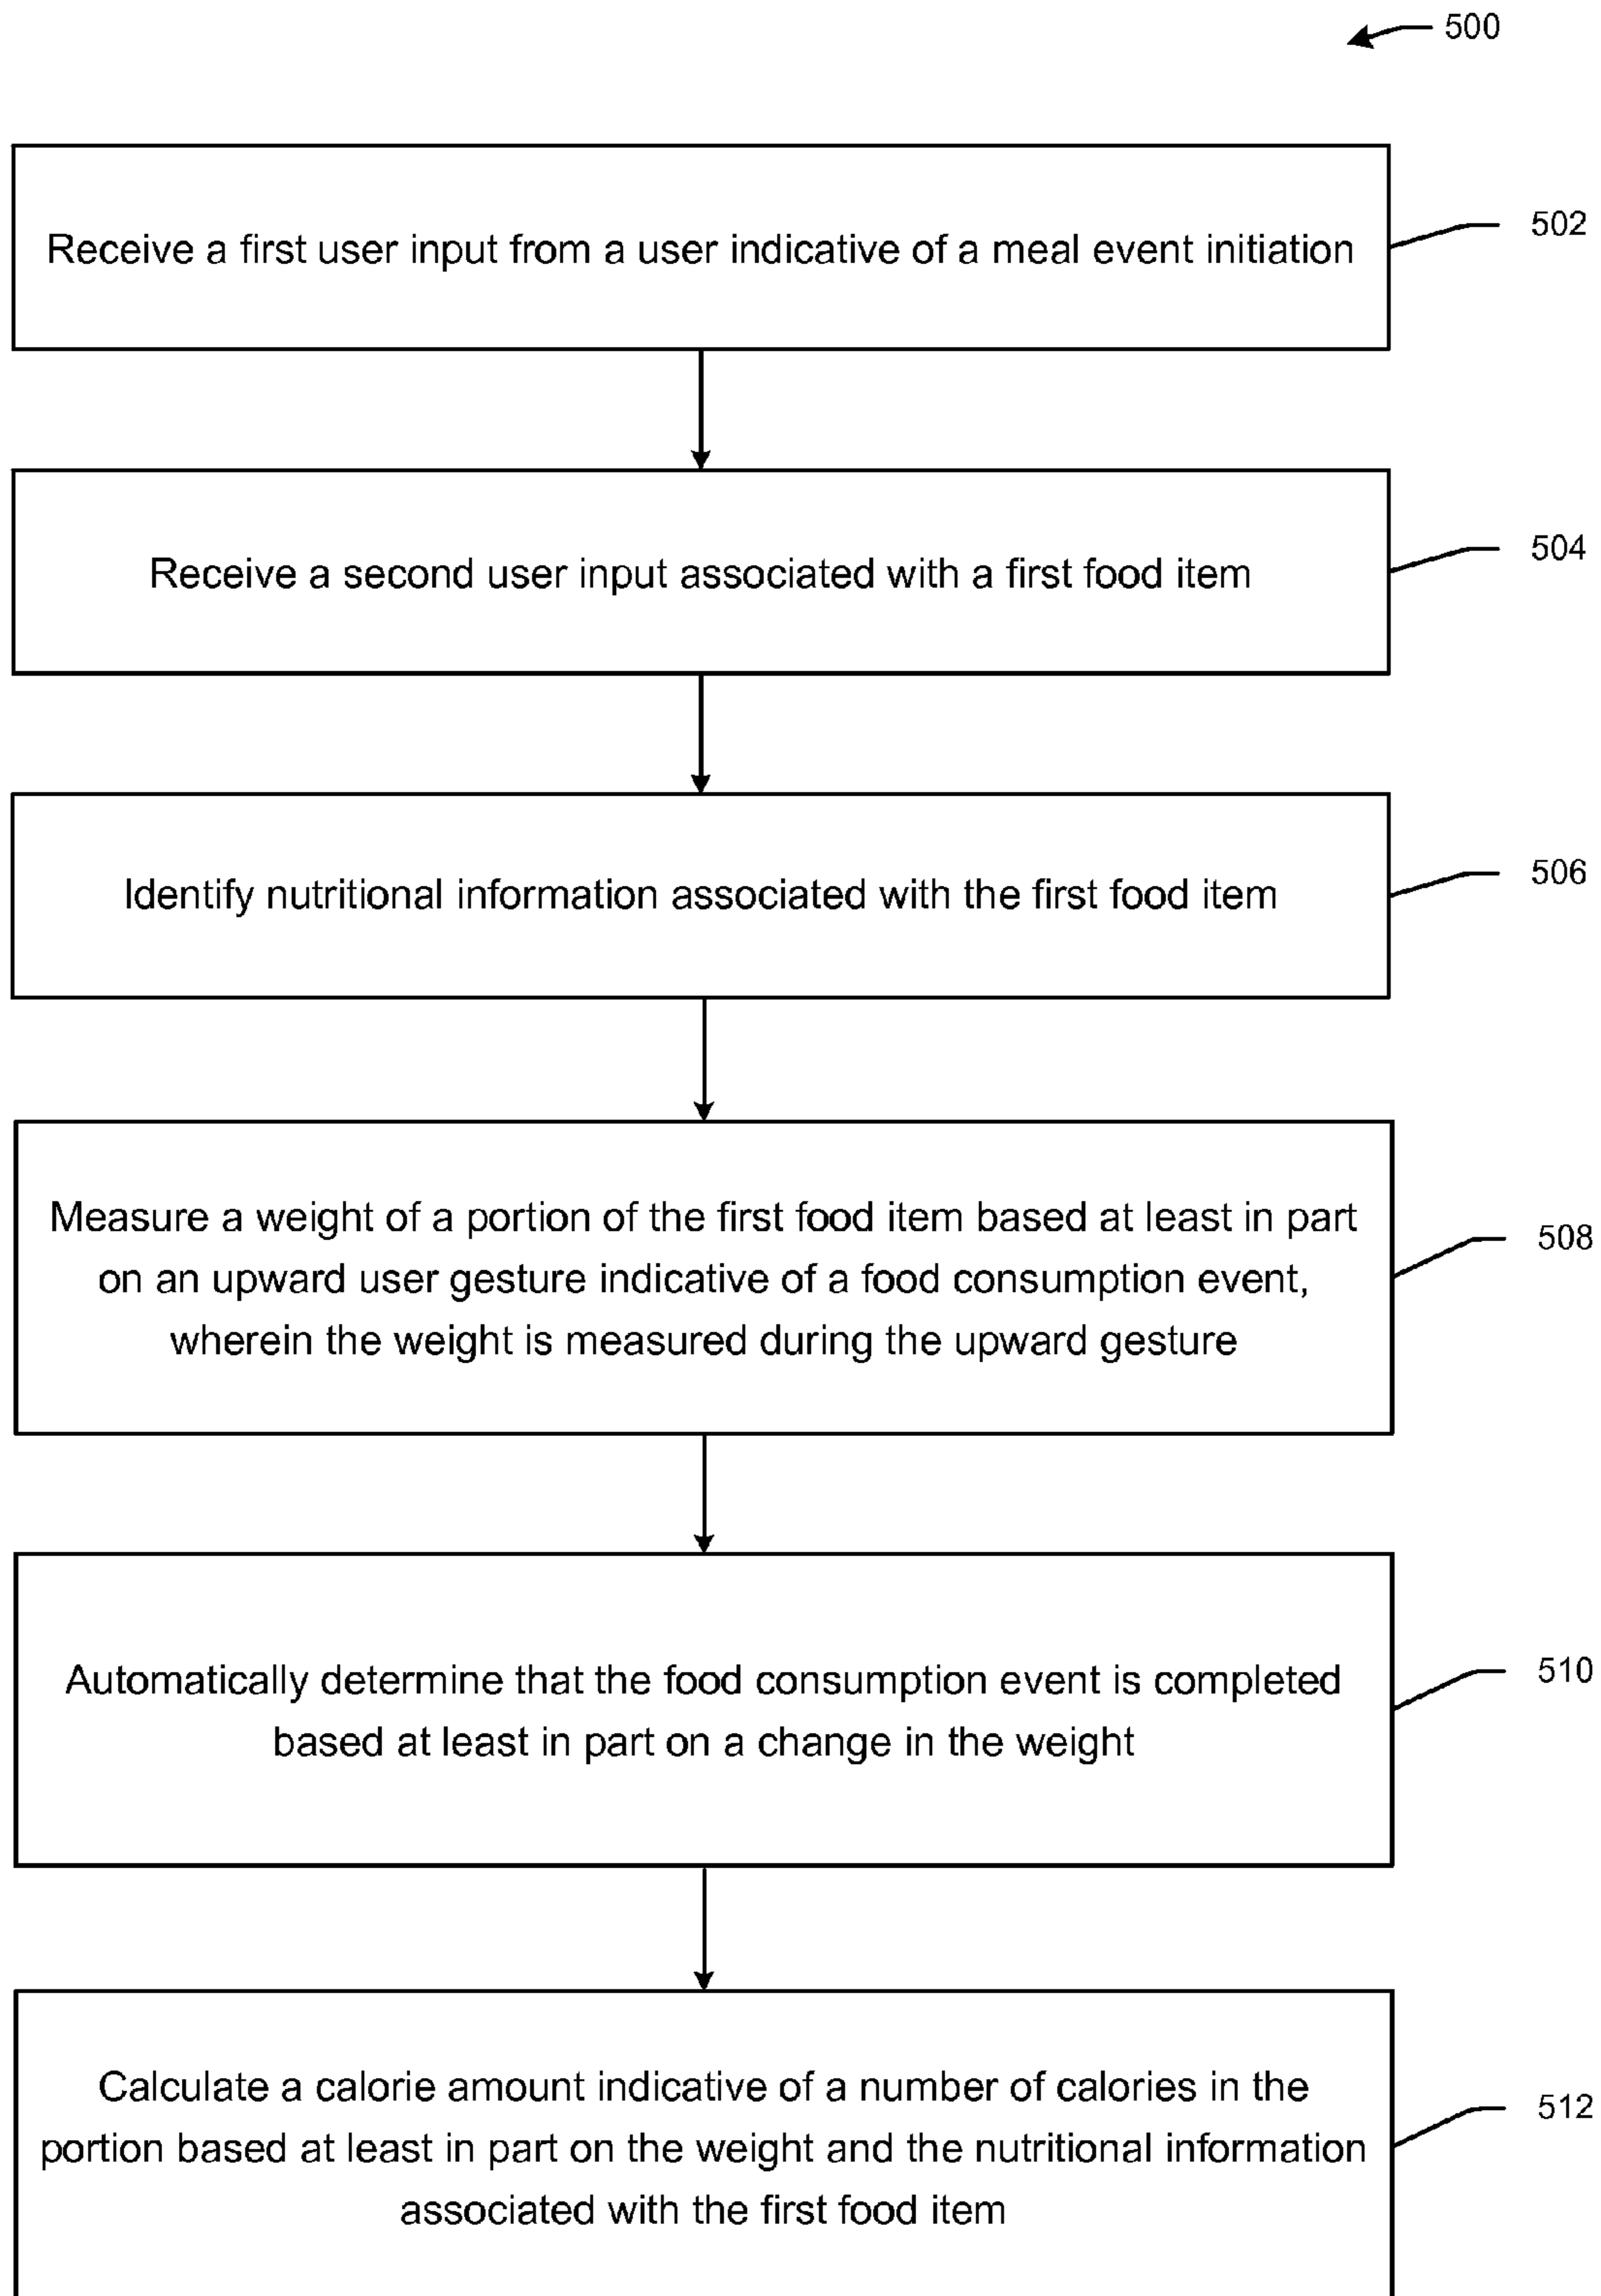 500
Receive a first user input from a user indicative of a meal event initiation
502
Receive a second user input associated with a first food item
504
Identify nutritional information associated with the first food item
506
Measure a weight of a portion of the first food item based at least in part
on an upward user gesture indicative of a food consumption event,
wherein the weight is measured during the upward gesture
508
Automatically determine that the food consumption event is completed
based at least in part on a change in the weight
510
Calculate a calorie amount indicative of a number of calories in the
portion based at least in part on the weight and the nutritional information
associated with the first food item
512